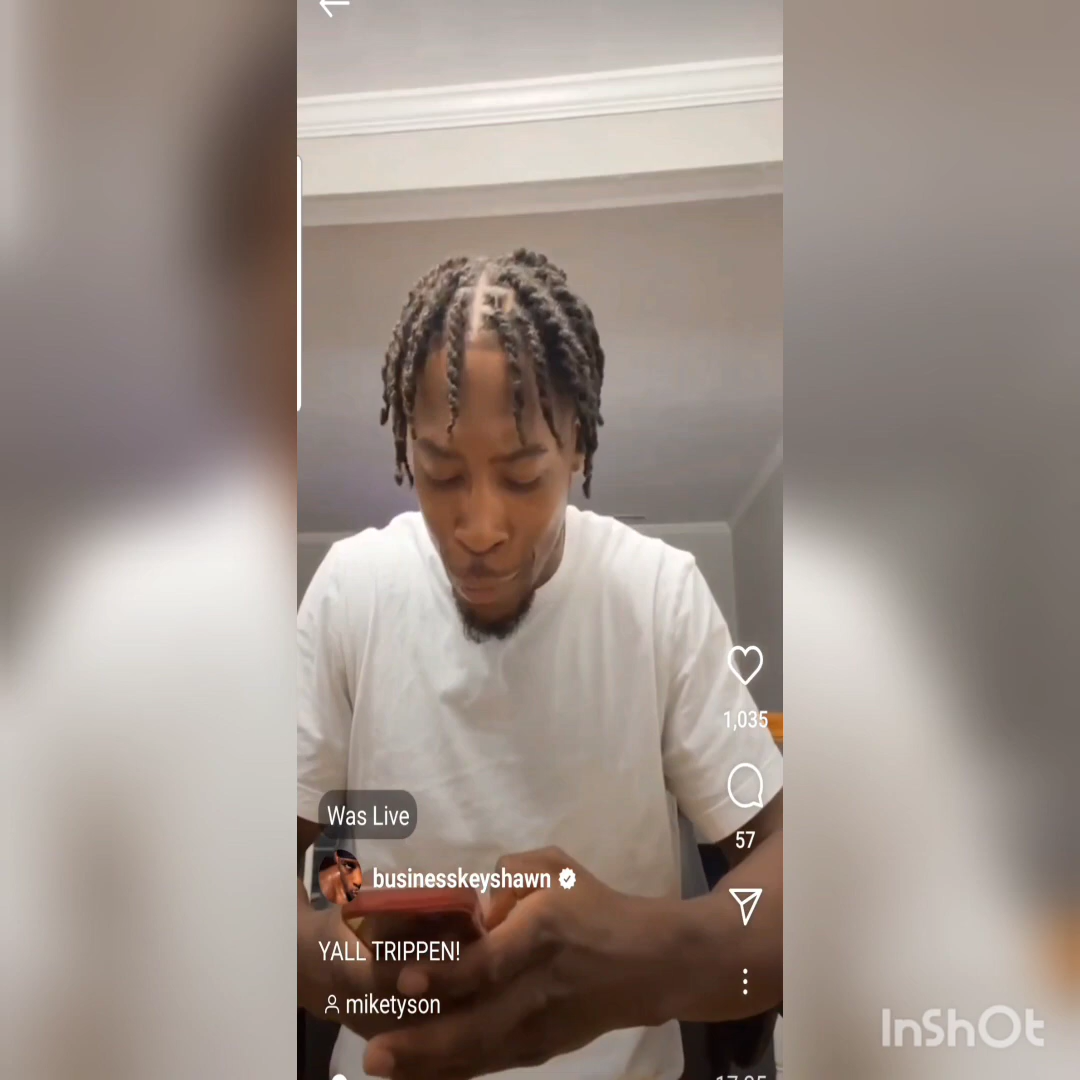 1,035
Was Live
57
businesskeyshawn
YALL TRIPPEN!
miketyson
InShOt